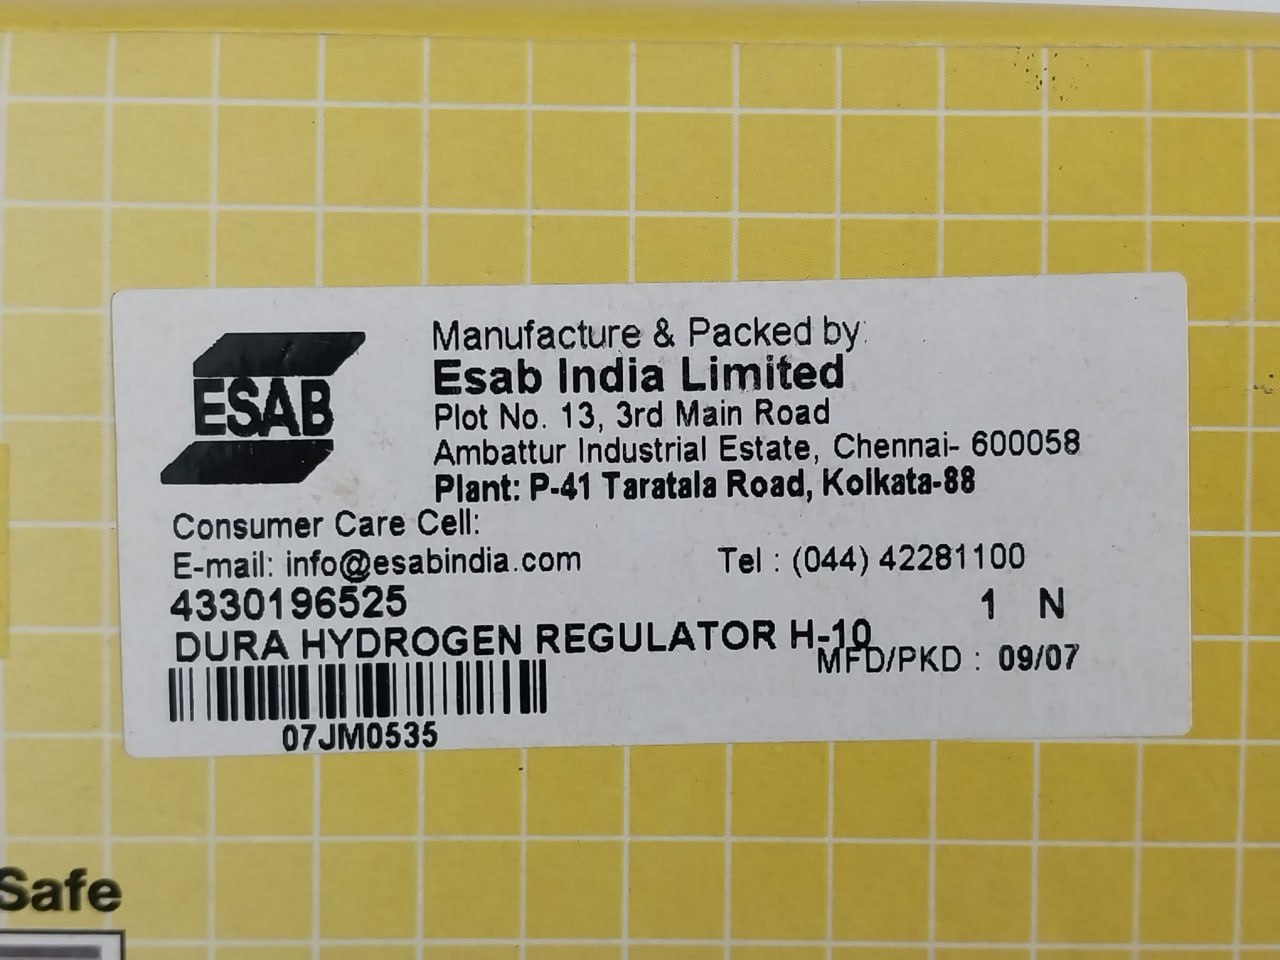 ESAB
Manufacture & Packed by:
Esab India Limited
Plot No. 13, 3rd Main Road
Ambattur Industrial Estate, Chennai- 600058
Plant: P-41 Taratala Road, Kolkata-88
Consumer Care Cell:
E-mail: info@esabindia.com Tel : (044) 42281100
4330196525 1 N
DURA HYDROGEN REGULATOR H-10
MFD/PKD : 09/07
07JM0535
Safe